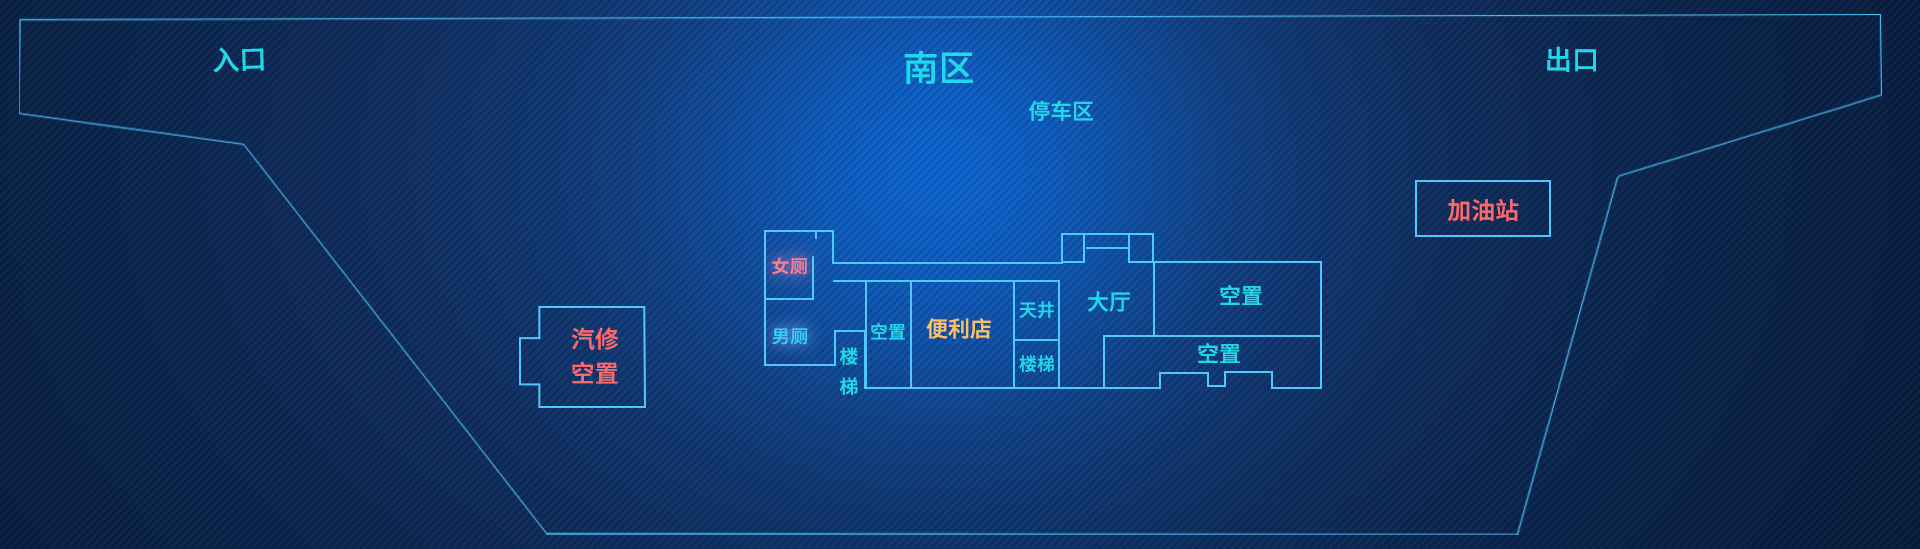 入口
南区
出口
停车区
加油站
女厕
男厕
楼
梯
空置
便利店
天井
楼梯
大厅
空置
空置
汽修
空置